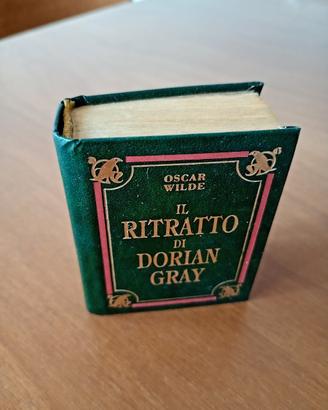 OSCAR
WILDE
IL
RITRATTO
DI
DORIAN
GRAY